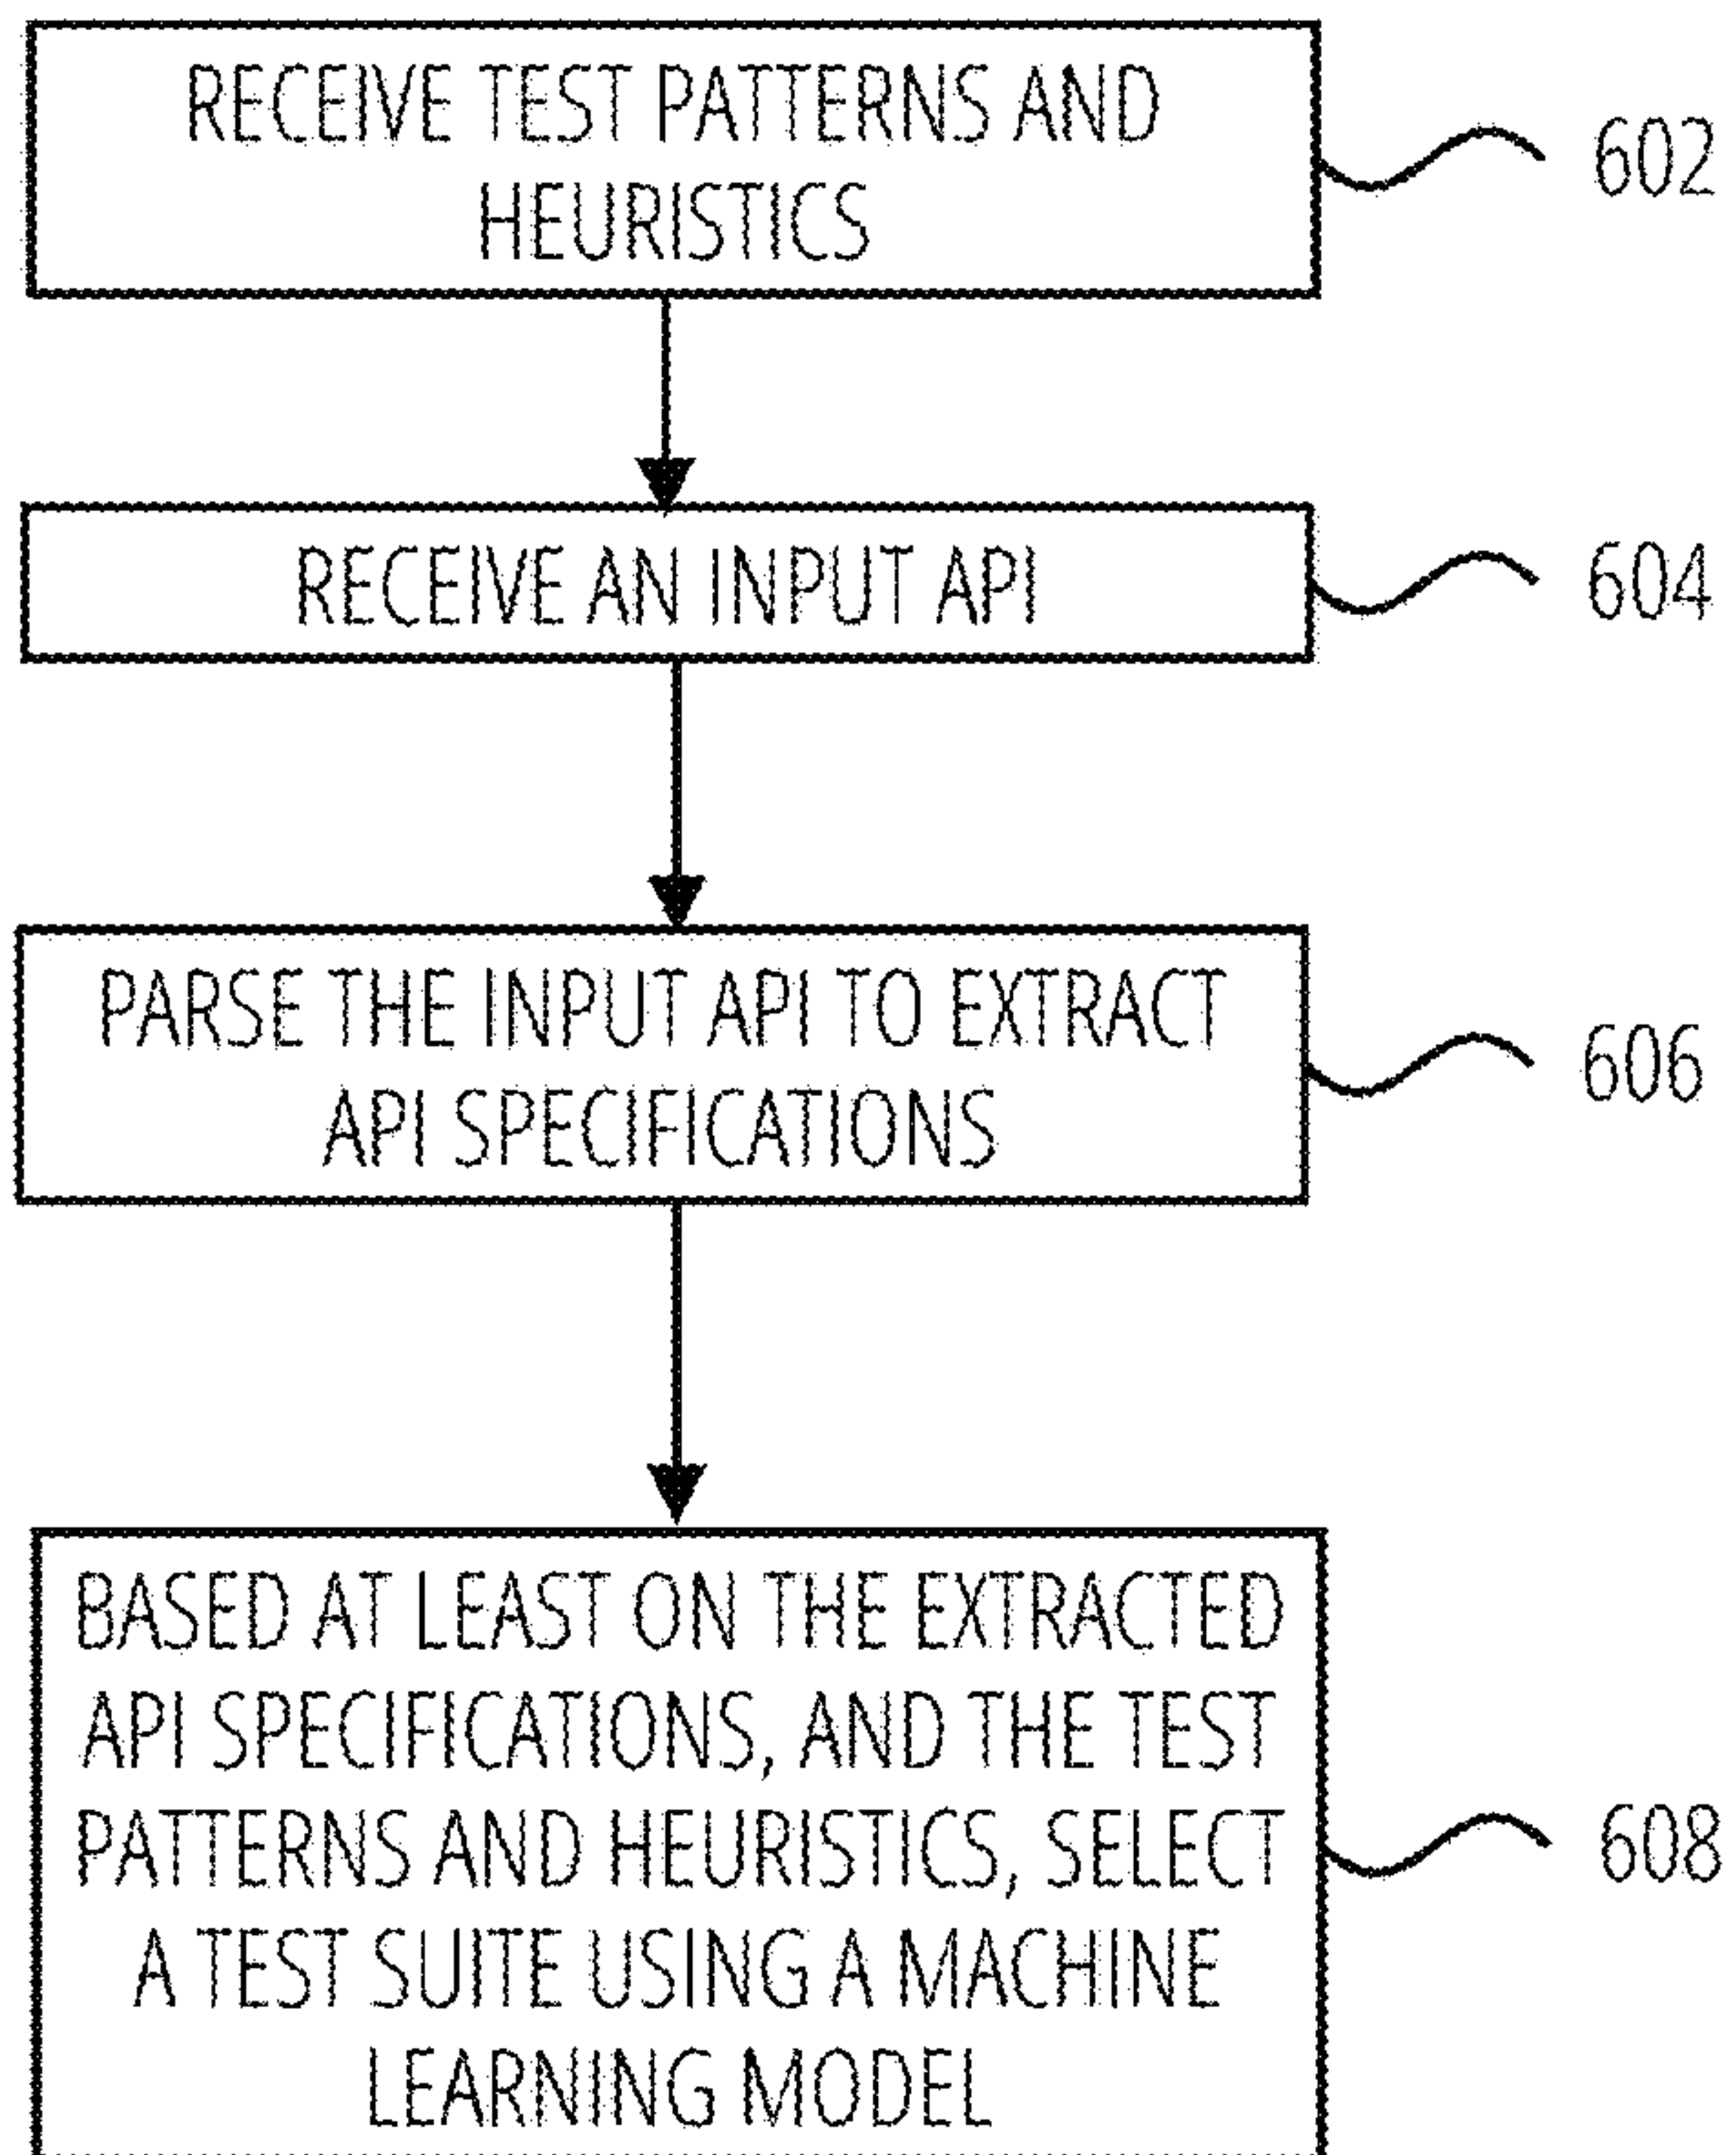 RECEIVE TEST PATTERNS AND
HEURISTICS
602
RECEIVE AN INPUT API
604
PARSE THE INPUT API TO EXTRACT
API SPECIFICATIONS
606
BASED AT LEAST ON THE EXTRACTED
API SPECIFICATIONS, AND THE TEST
PATTERNS AND HEURISTICS, SELECT
A TEST SUITE USING A MACHINE
LEARNING MODEL
608